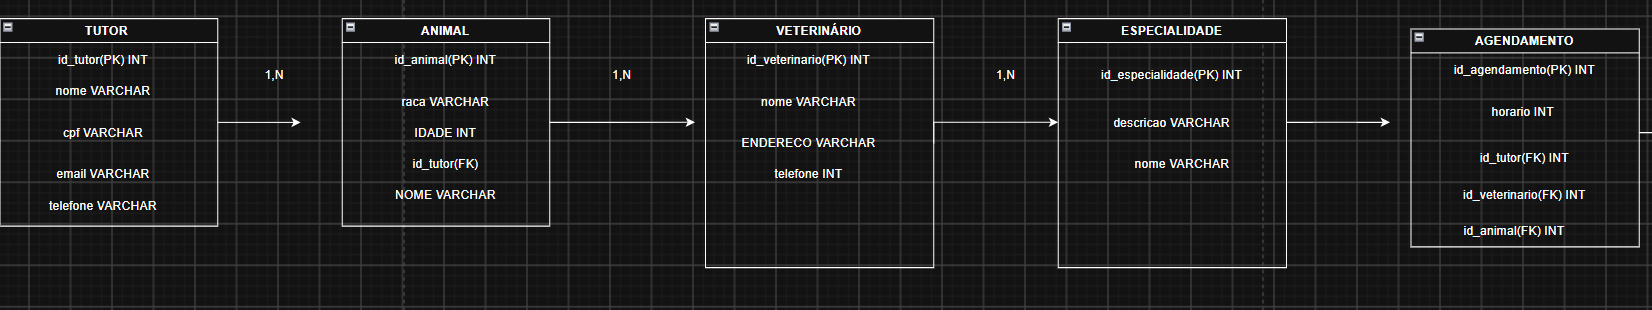 TUTOR
id_tutor(PK) INT
nome VARCHAR
cpf VARCHAR
email VARCHAR
telefone VARCHAR
1,N
ANIMAL
id_animal(PK) INT
raca VARCHAR
IDADE INT
id_tutor(FK)
NOME VARCHAR
1,N
VETERINÁRIO
id_veterinario(PK) INT
nome VARCHAR
ENDERECO VARCHAR
telefone INT
1,N
ESPECIALIDADE
id_especialidade(PK) INT
descricao VARCHAR
nome VARCHAR
AGENDAMENTO
id_agendamento(PK) INT
horario INT
id_tutor(FK) INT
id_veterinario(FK) INT
id_animal(FK) INT